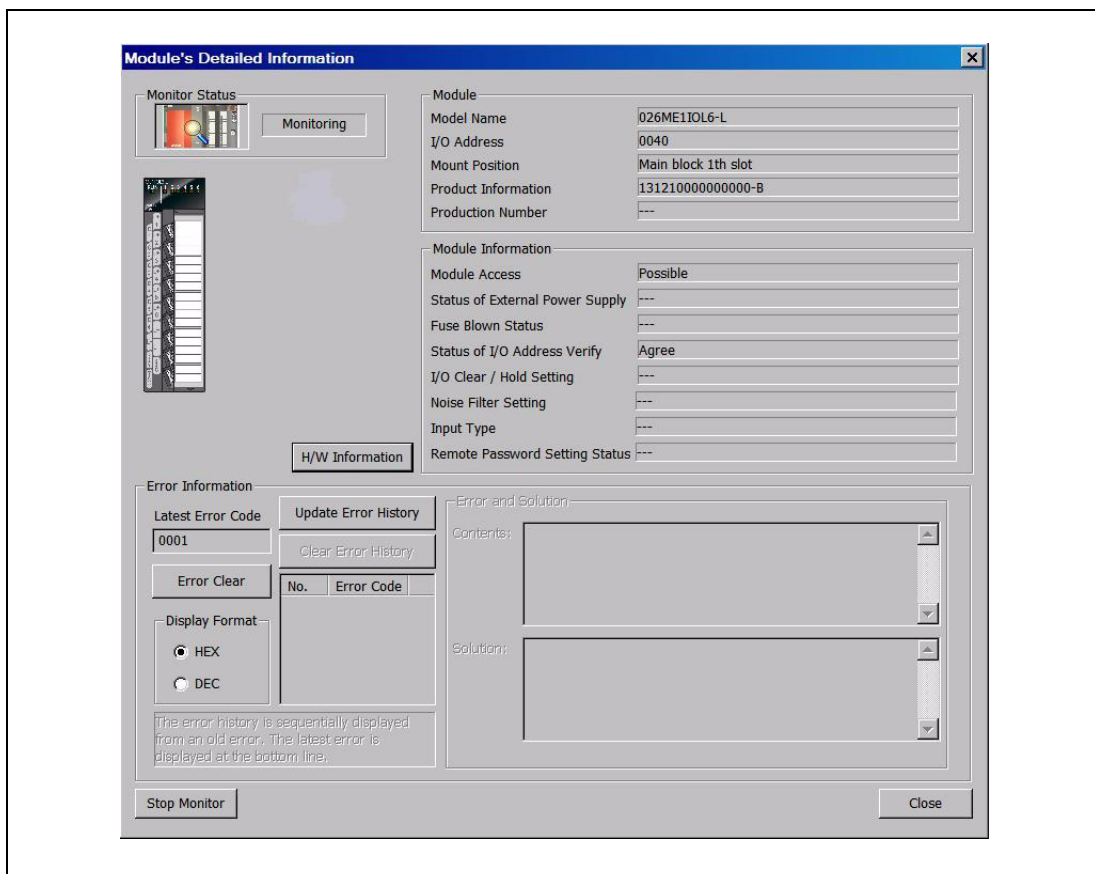 Module's Detailed Information
Monitor Status
Monitoring
Module
Model Name 026ME1IOL6-L
I/O Address 0040
Mount Position Main block 1th slot
Product Information 131210000000000-B
Production Number ---
Module Information
Module Access Possible
Status of External Power Supply ---
Fuse Blown Status ---
Status of I/O Address Verify Agree
I/O Clear / Hold Setting ---
Noise Filter Setting ---
Input Type ---
Remote Password Setting Status ---
H/W Information
Error Information
Latest Error Code
0001
Error Clear
Display Format
HEX
DEC
Update Error History
Clear Error History
No. Error Code
The error history is sequentially displayed
from an old error. The latest error is
displayed at the bottom line.
Error and Solution
Contents:
Solution:
Stop Monitor
Close